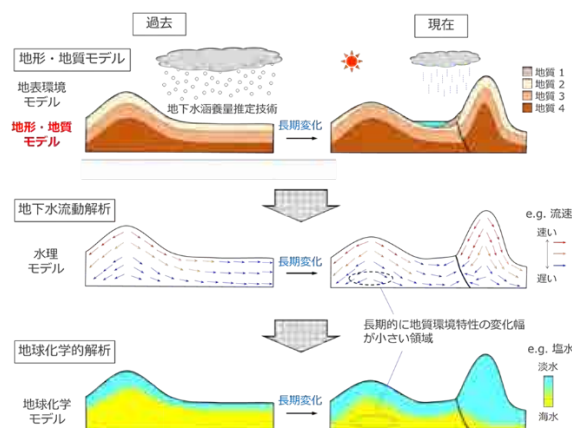 過去
現在
地形・地質モデル
地表環境
モデル
地下水涵養量推定技術
地形・地質
モデル
長期変化
地質 1
地質 2
地質 3
地質 4
地下水流動解析
水理
モデル
長期変化
e.g. 流速
速い
遅い
長期的に地質環境特性の変化幅
が小さい領域
地球化学的解析
地球化学
モデル
長期変化
e.g. 塩水
淡水
海水